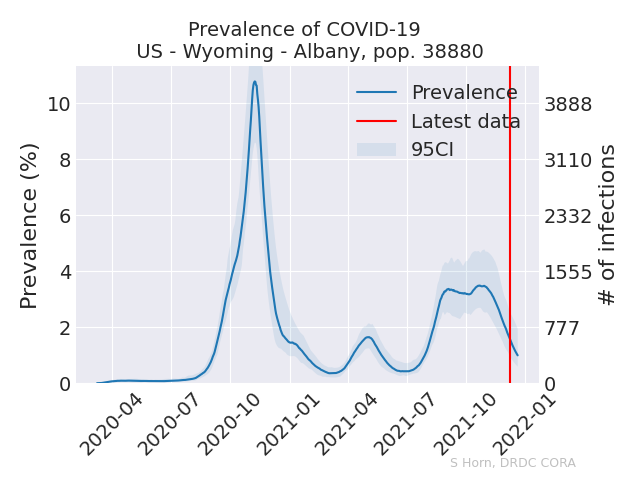 Prevalence of COVID-19
US - Wyoming - Albany, pop. 38880
Prevalence
Latest data
95CI
Prevalence (%)
10
8
6
4
2
0
3888
3110
2332
1555
777
0
# of infections
2020-04
2020-07
2020-10
2021-01
2021-04
2021-07
2021-10
2022-01
S Horn, DRDC CORA